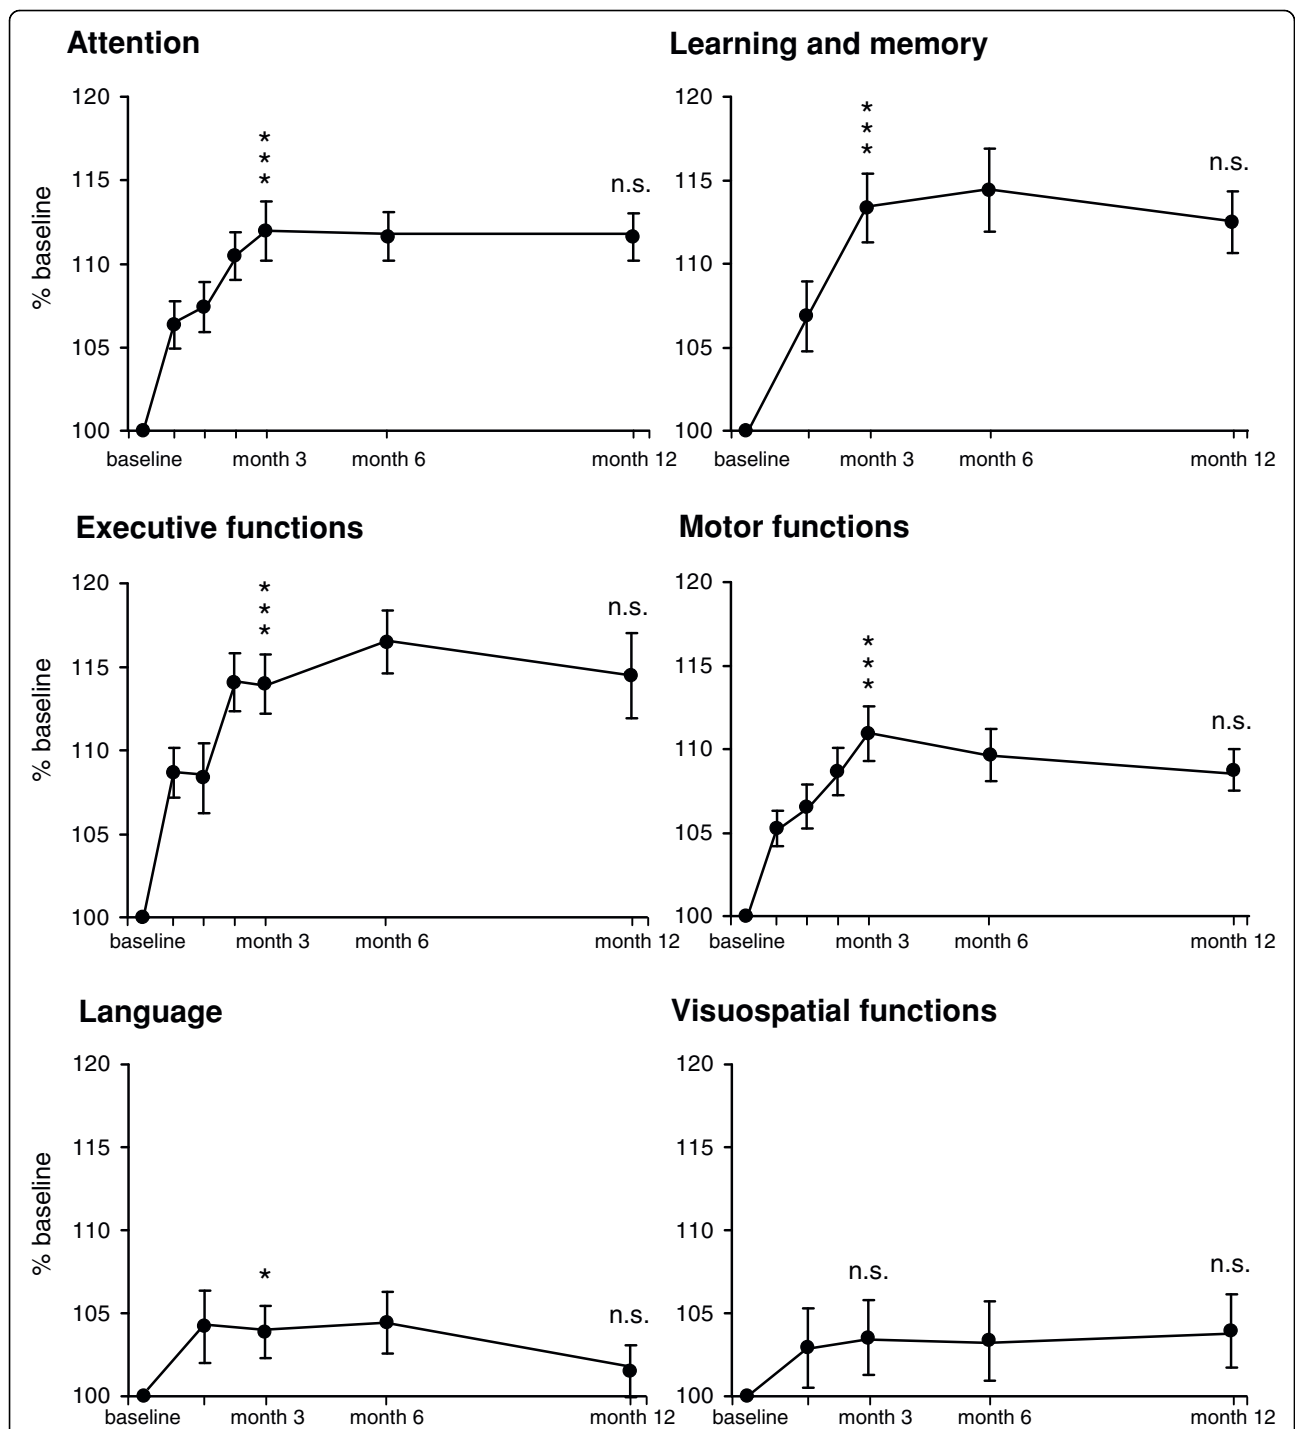 Attention
120
115
110
105
100
% baseline
*
*
*
n.s.
baseline month 3 month 6 month 12
Learning and memory
120
115
110
105
100
*
*
*
n.s.
baseline month 3 month 6 month 12
Executive functions
120
115
110
105
100
% baseline
*
*
*
n.s.
baseline month 3 month 6 month 12
Motor functions
120
115
110
105
100
*
*
*
n.s.
baseline month 3 month 6 month 12
Language
120
115
110
105
100
% baseline
*
n.s.
baseline month 3 month 6 month 12
Visuospatial functions
120
115
110
105
100
n.s.
n.s.
baseline month 3 month 6 month 12